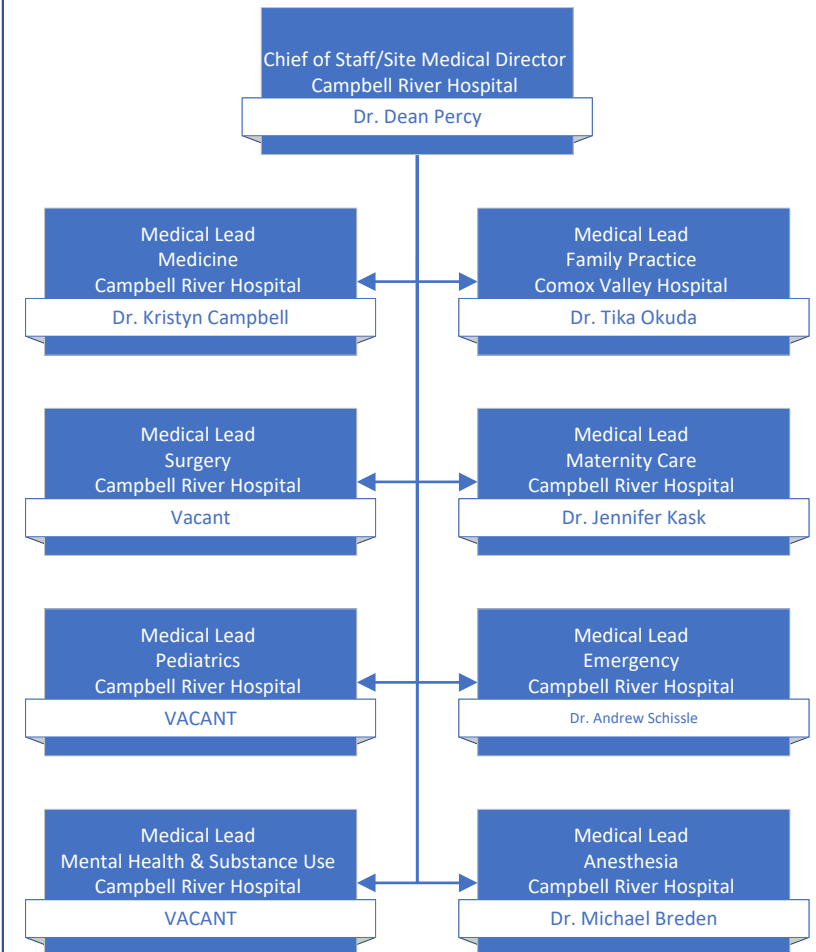 Chief of Staff/Site Medical Director
Campbell River Hospital
Dr. Dean Percy
Medical Lead
Medicine
Campbell River Hospital
Dr. Kristyn Campbell
Medical Lead
Family Practice
Comox Valley Hospital
Dr. Tika Okuda
Medical Lead
Surgery
Campbell River Hospital
Vacant
Medical Lead
Maternity Care
Campbell River Hospital
Dr. Jennifer Kask
Medical Lead
Pediatrics
Campbell River Hospital
VACANT
Medical Lead
Emergency
Campbell River Hospital
Dr. Andrew Schissle
Medical Lead
Mental Health & Substance Use
Campbell River Hospital
VACANT
Medical Lead
Anesthesia
Campbell River Hospital
Dr. Michael Breden